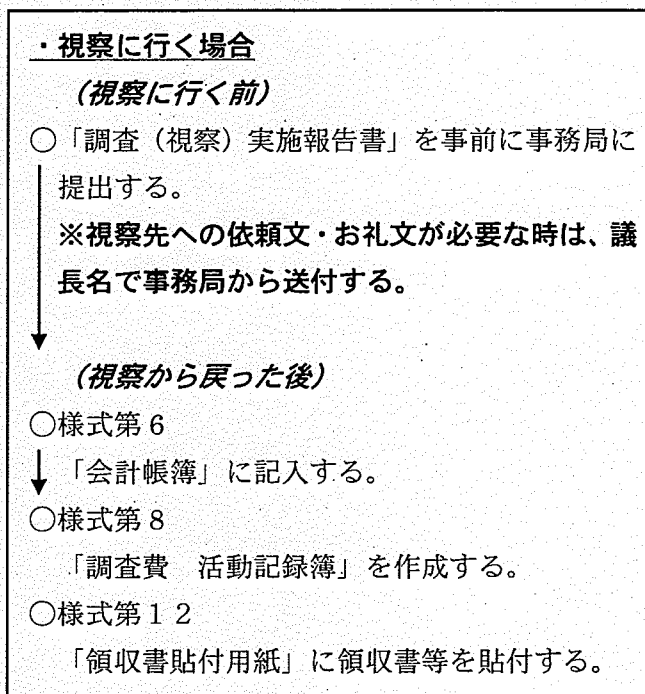 ・視察に行く場合
（視察に行く前）
○「調査（視察）実施報告書」を事前に事務局に
提出する。
※視察先への依頼文・お礼文が必要な時は、議
長名で事務局から送付する。
（視察から戻った後）
○様式第６
「会計帳簿」に記入する。
○様式第８
「調査費　活動記録簿」を作成する。
○様式第１２
「領収書貼付用紙」に領収書等を貼付する。